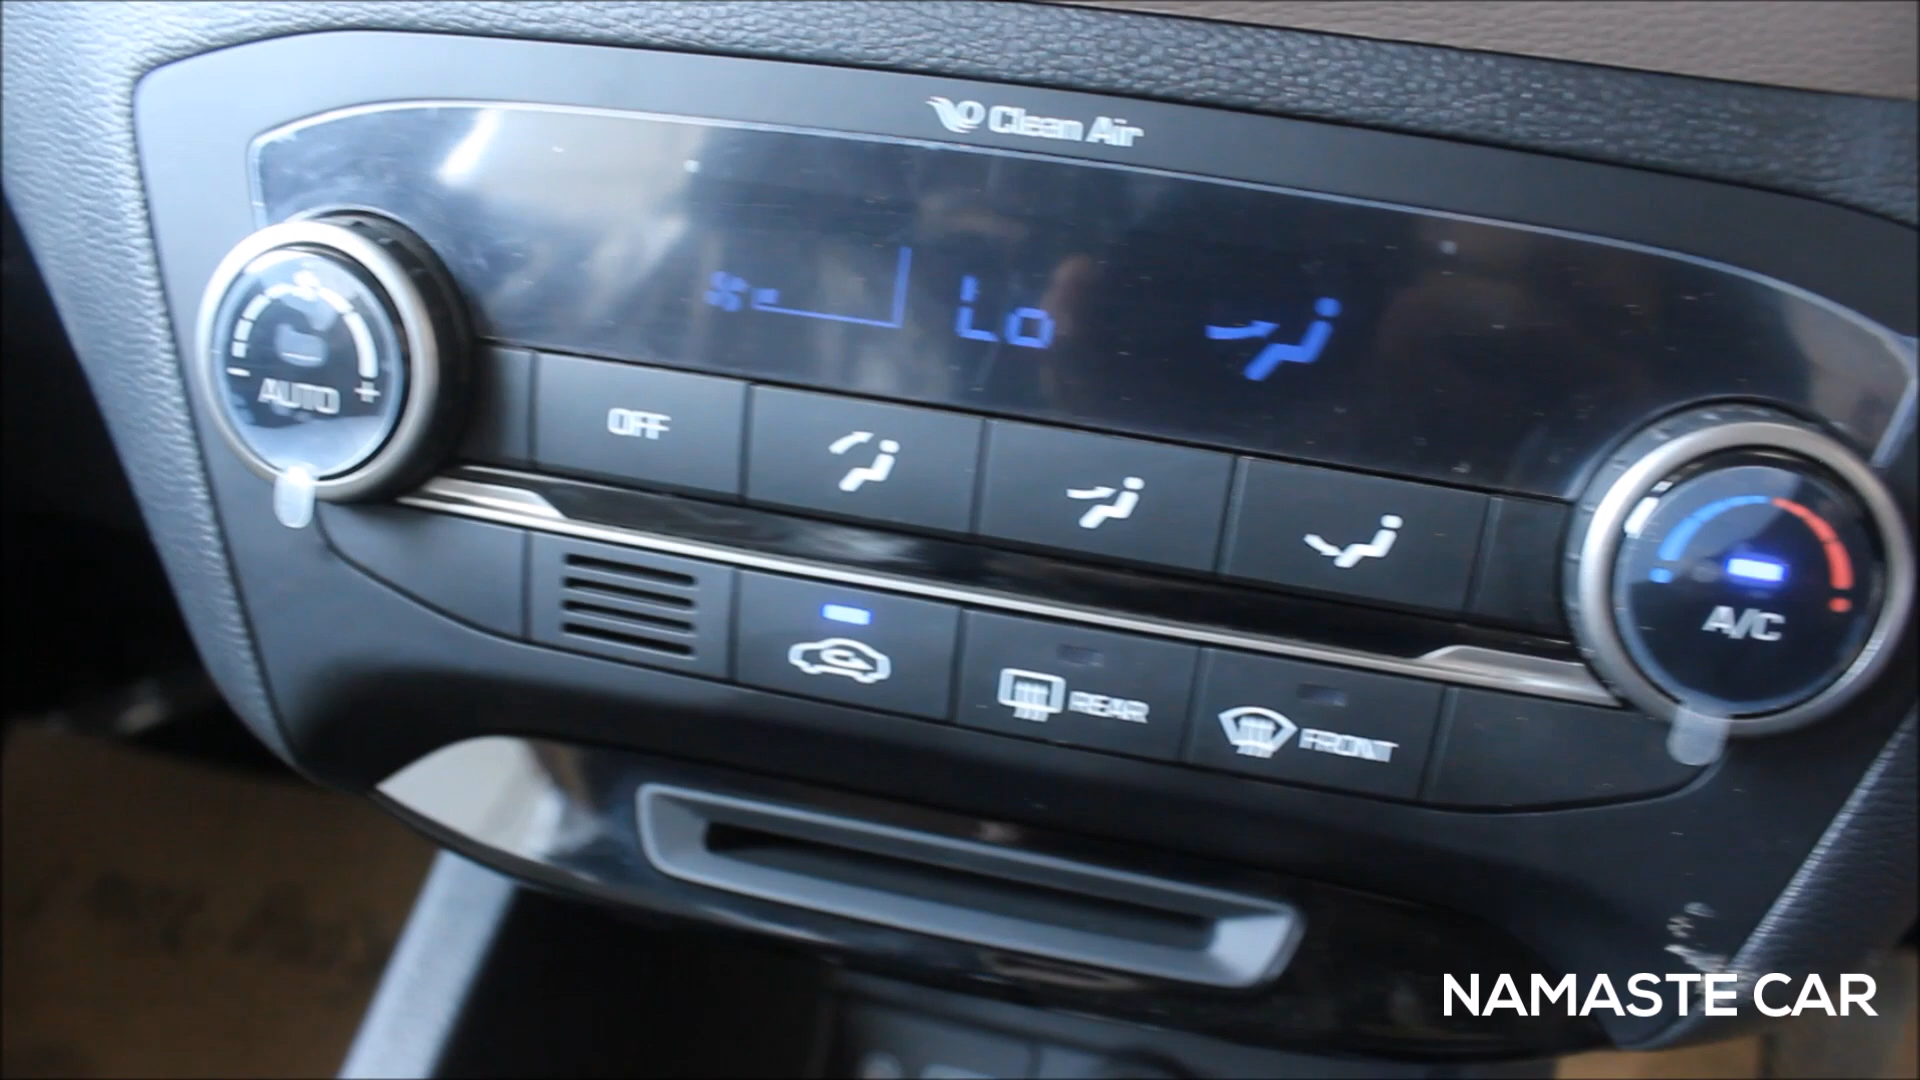 Clean Air
Lo
- AUTO +
OFF
A/C
REAR
FRONT
NAMASTE CAR